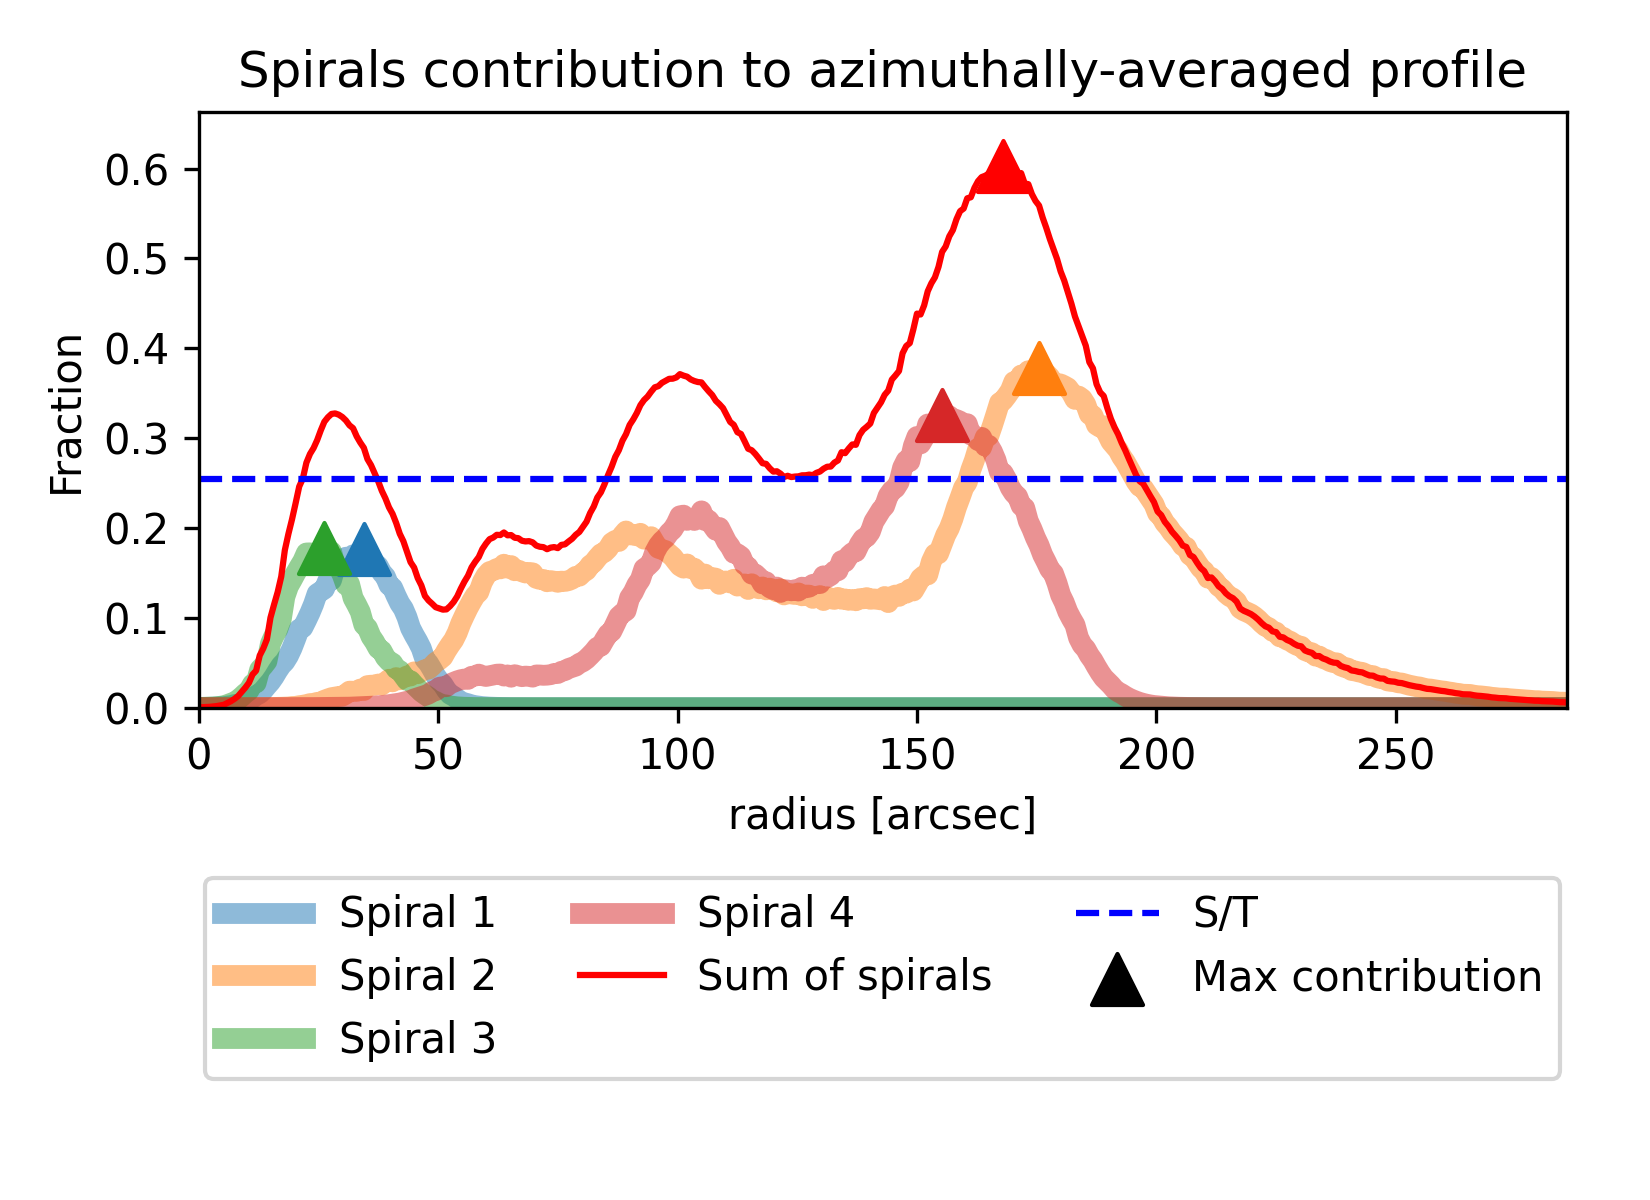 Spirals contribution to azimuthally-averaged profile
Fraction
0.6
0.5
0.4
0.3
0.2
0.1
0.0
0 50 100 150 200 250
radius [arcsec]
Spiral 1 Spiral 4 S/T
Spiral 2 Sum of spirals Max contribution
Spiral 3